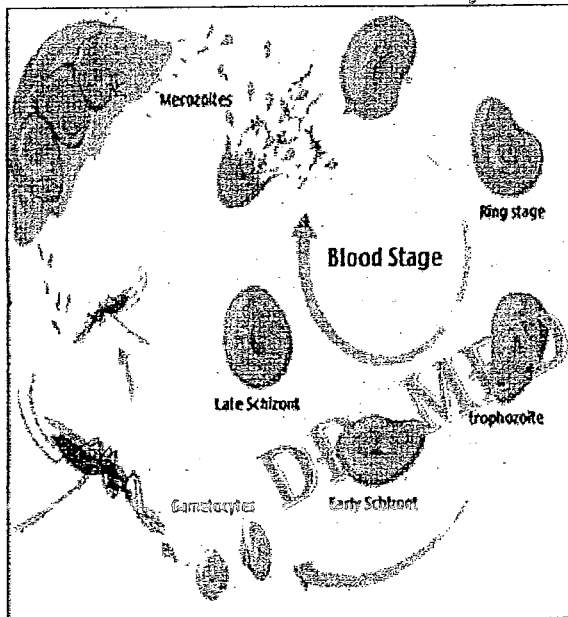 Merozoites
Ring stage
Blood Stage
Late Schizont
trophozoite
Early Schizont
Gametocytes